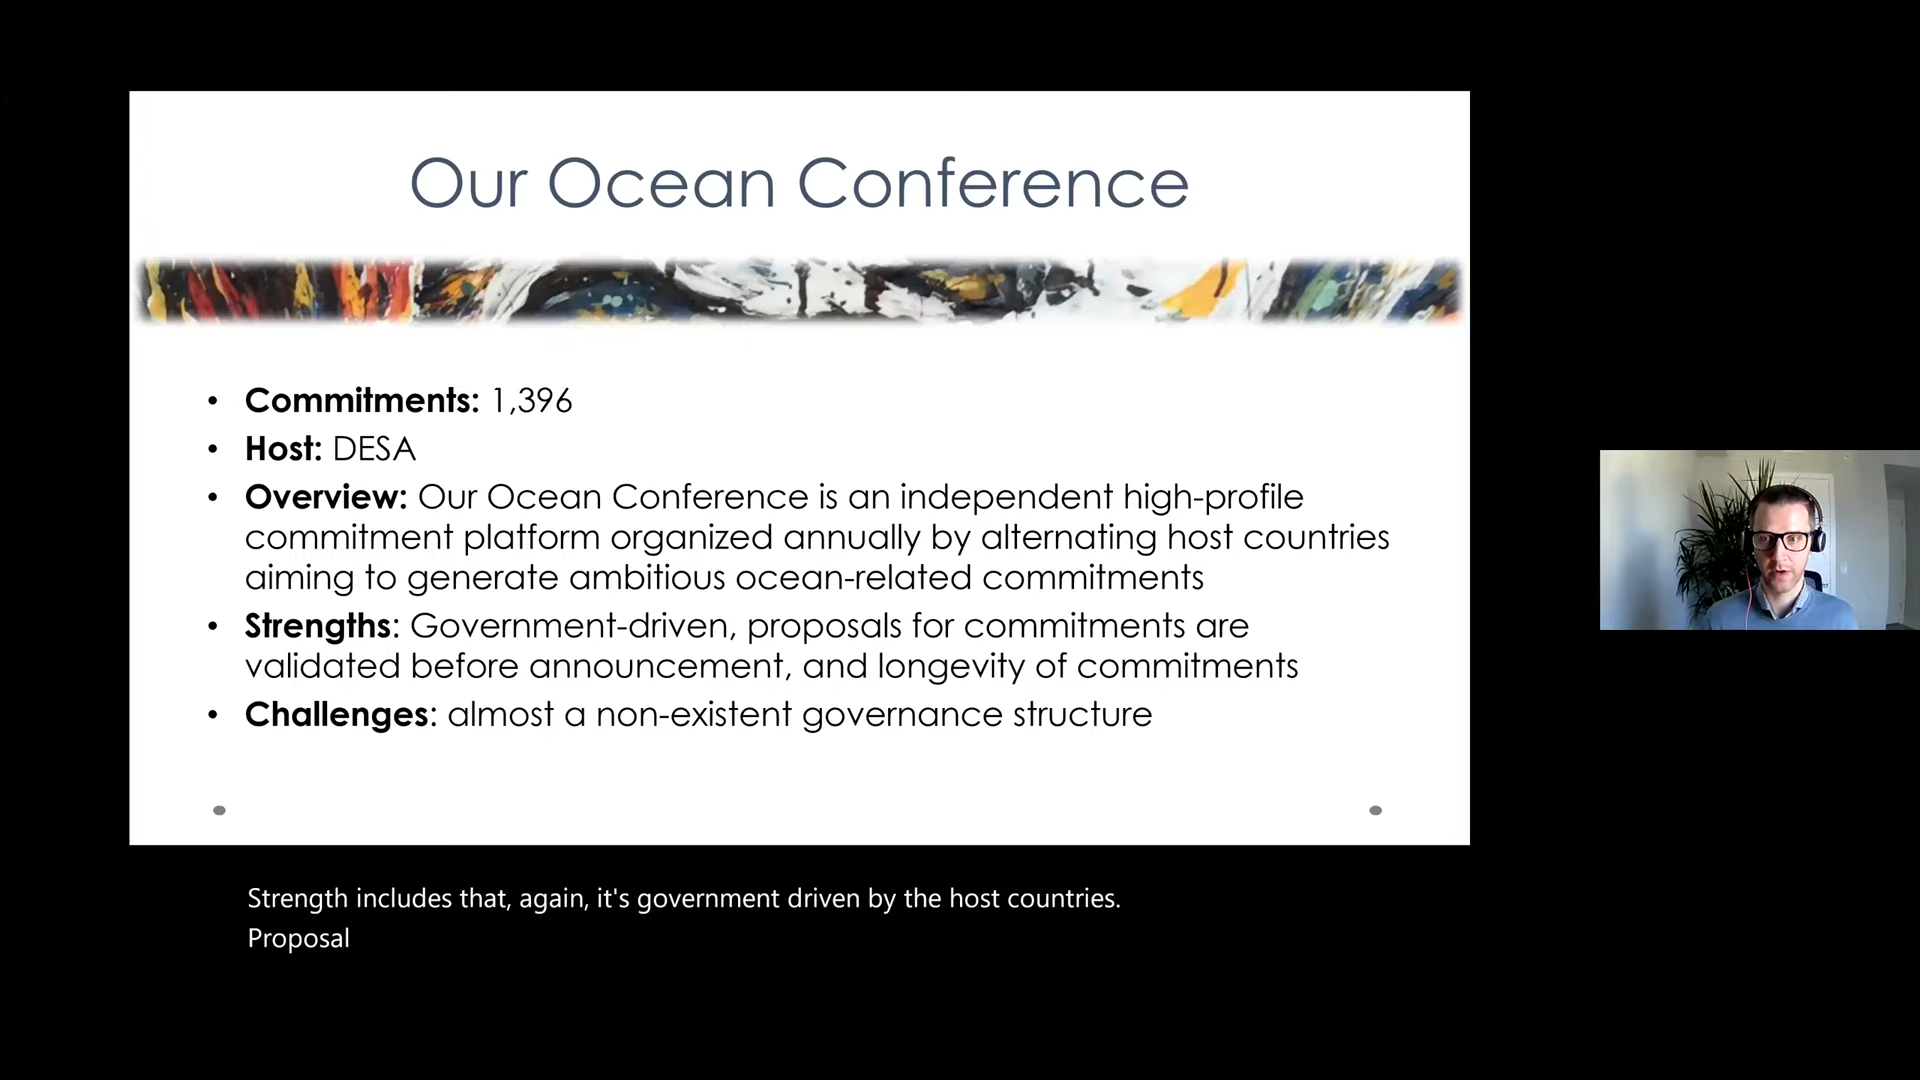 Our Ocean Conference
• Commitments: 1,396
• Host: DESA
• Overview: Our Ocean Conference is an independent high-profile
commitment platform organized annually by alternating host countries
aiming to generate ambitious ocean-related commitments
• Strengths: Government-driven, proposals for commitments are
validated before announcement, and longevity of commitments
• Challenges: almost a non-existent governance structure
Strength includes that, again, it's government driven by the host countries.
Proposal